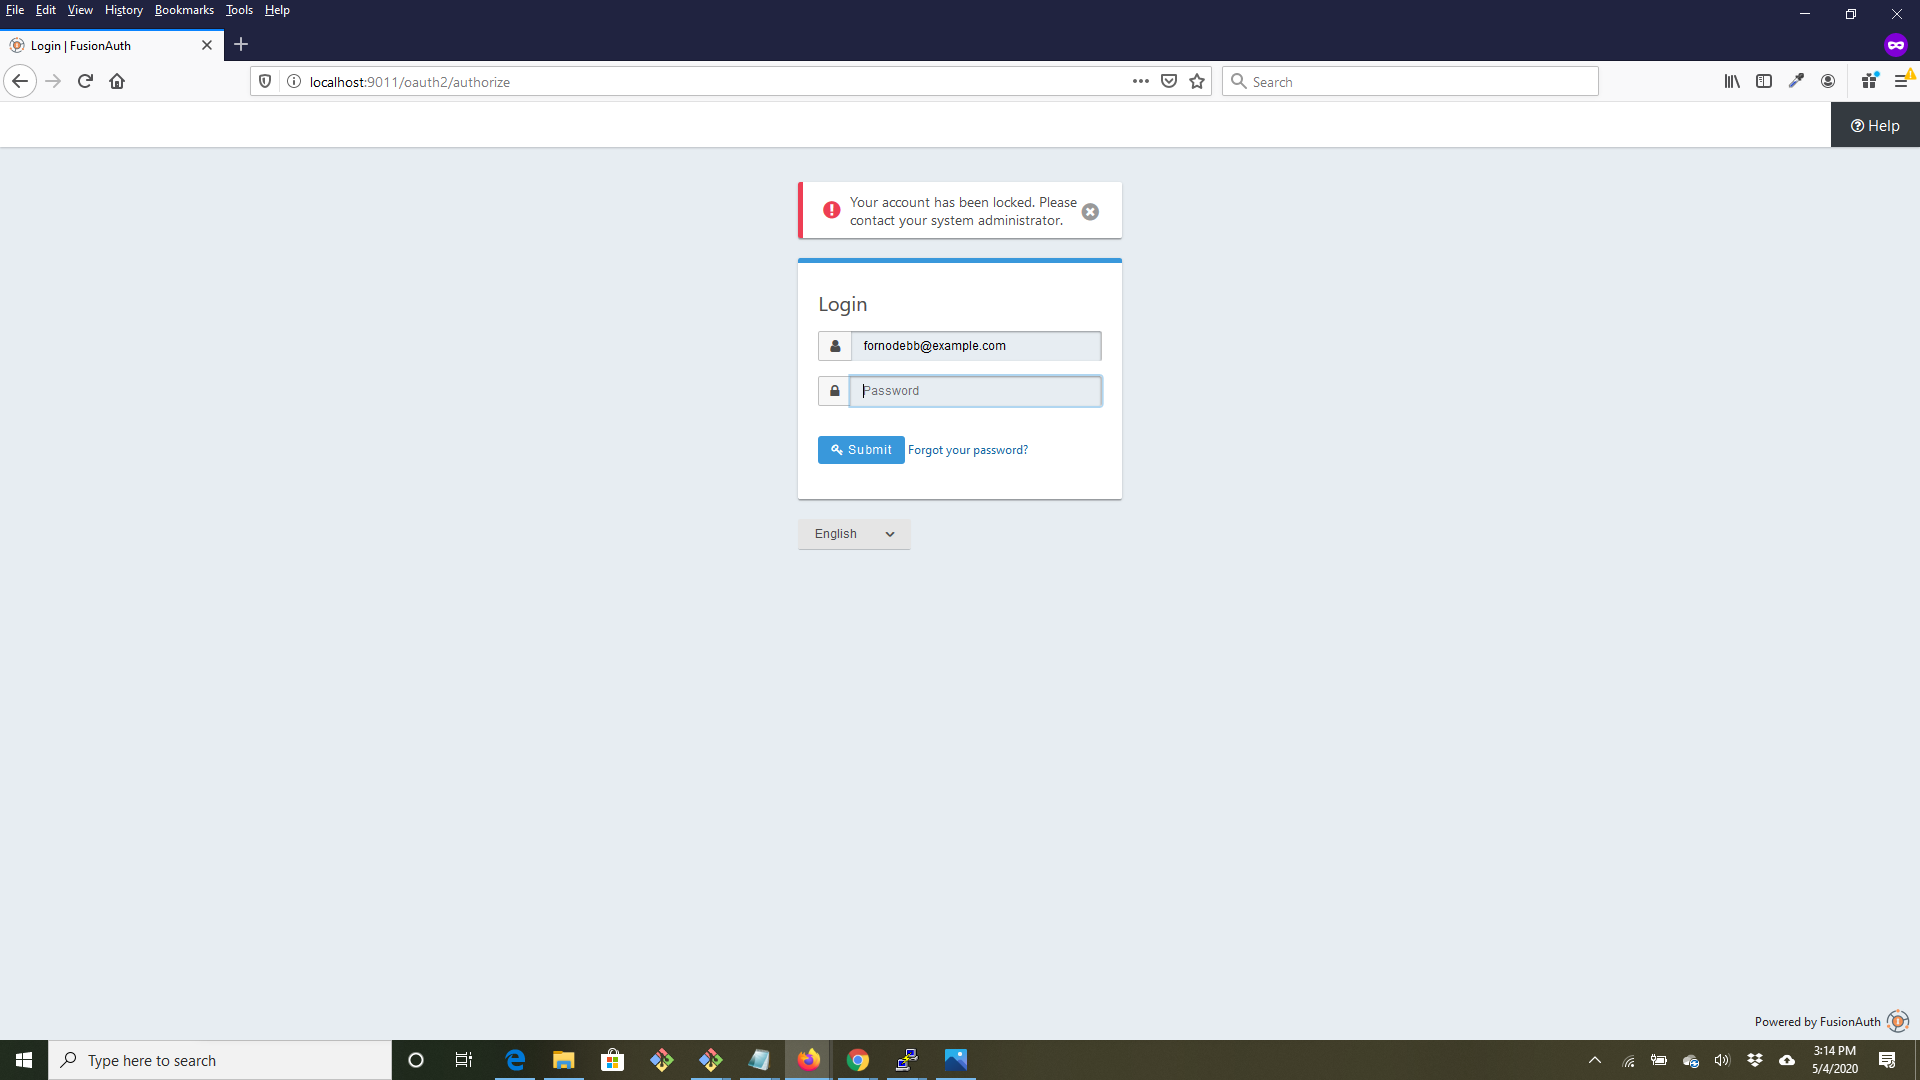 File Edit View History Bookmarks Tools Help
Login | FusionAuth
localhost:9011/oauth2/authorize
Search
Help
Your account has been locked. Please
contact your system administrator.
Login
fornodebb@example.com
Password
Submit Forgot your password?
English
Powered by FusionAuth
Type here to search
3:14 PM
5/4/2020